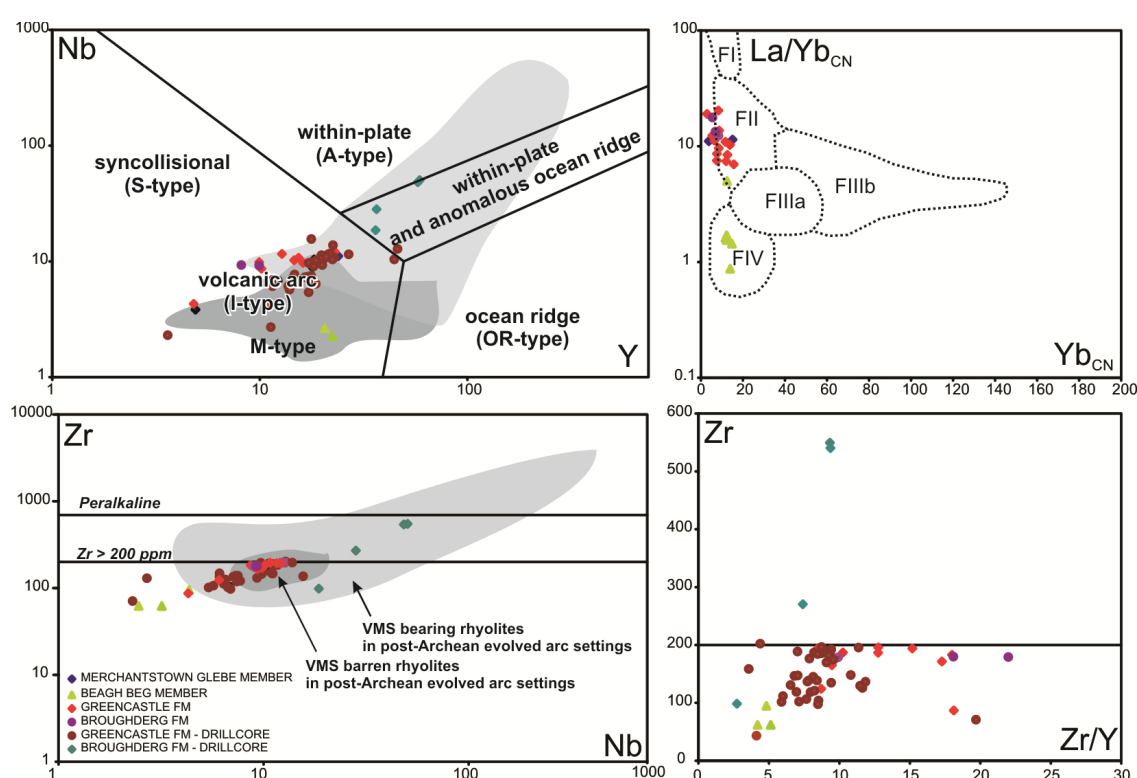 1000
Nb
100
within-plate
(A-type)
syncollisional
(S-type)
within-plate
and anomalous ocean ridge
10
volcanic arc
(I-type)
M-type
ocean ridge
(OR-type)
Y
1
1
10
100
100
La/Yb CN
FI
FII
10
FIIIb
FIIIa
1
FIV
Yb CN
0.1
0 20 40 60 80 100 120 140 160 180 200
10000
Zr
1000
Peralkaline
Zr > 200 ppm
100
VMS bearing rhyolites
in post-Archean evolved arc settings
VMS barren rhyolites
in post-Archean evolved arc settings
10
MERCHANTSTOWN GLEBE MEMBER
BEAGH BEG MEMBER
GREENCASTLE FM
BROUGHDERG FM
GREENCASTLE FM - DRILLCORE
BROUGHDERG FM - DRILLCORE
Nb
1
1 10 100 1000
600
Zr
500
400
300
200
100
Zr/Y
0
0 5 10 15 20 25 30